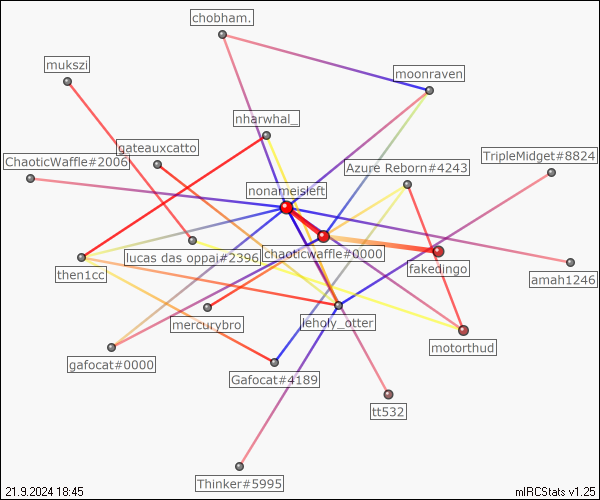 chobham.
mukszi
moonraven
nharwhal_
gateauxcatto
ChaoticWaffle#2006
Azure Reborn#4243
TripleMidget#8824
nonameisleft
lucas das oppai#2396
chaoticwaffle#0000
then1cc
fakedingo
amah1246
mercurybro
leholy_otter
gafocat#0000
motorthud
Gafocat#4189
tt532
Thinker#5995
21.9.2024 18:45
mIRCStats v1.25